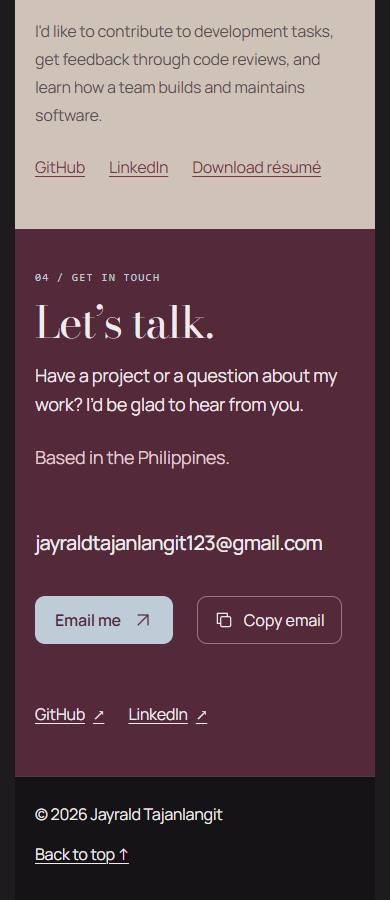 I'd like to contribute to development tasks,
get feedback through code reviews, and
learn how a team builds and maintains
software.
GitHub LinkedIn Download résumé
04 / GET IN TOUCH
Let’s talk.
Have a project or a question about my
work? I’d be glad to hear from you.
Based in the Philippines.
jayraldtajanlangit123@gmail.com
Email me ↗ Copy email
GitHub ↗ LinkedIn ↗
© 2026 Jayrald Tajanlangit
Back to top ↑